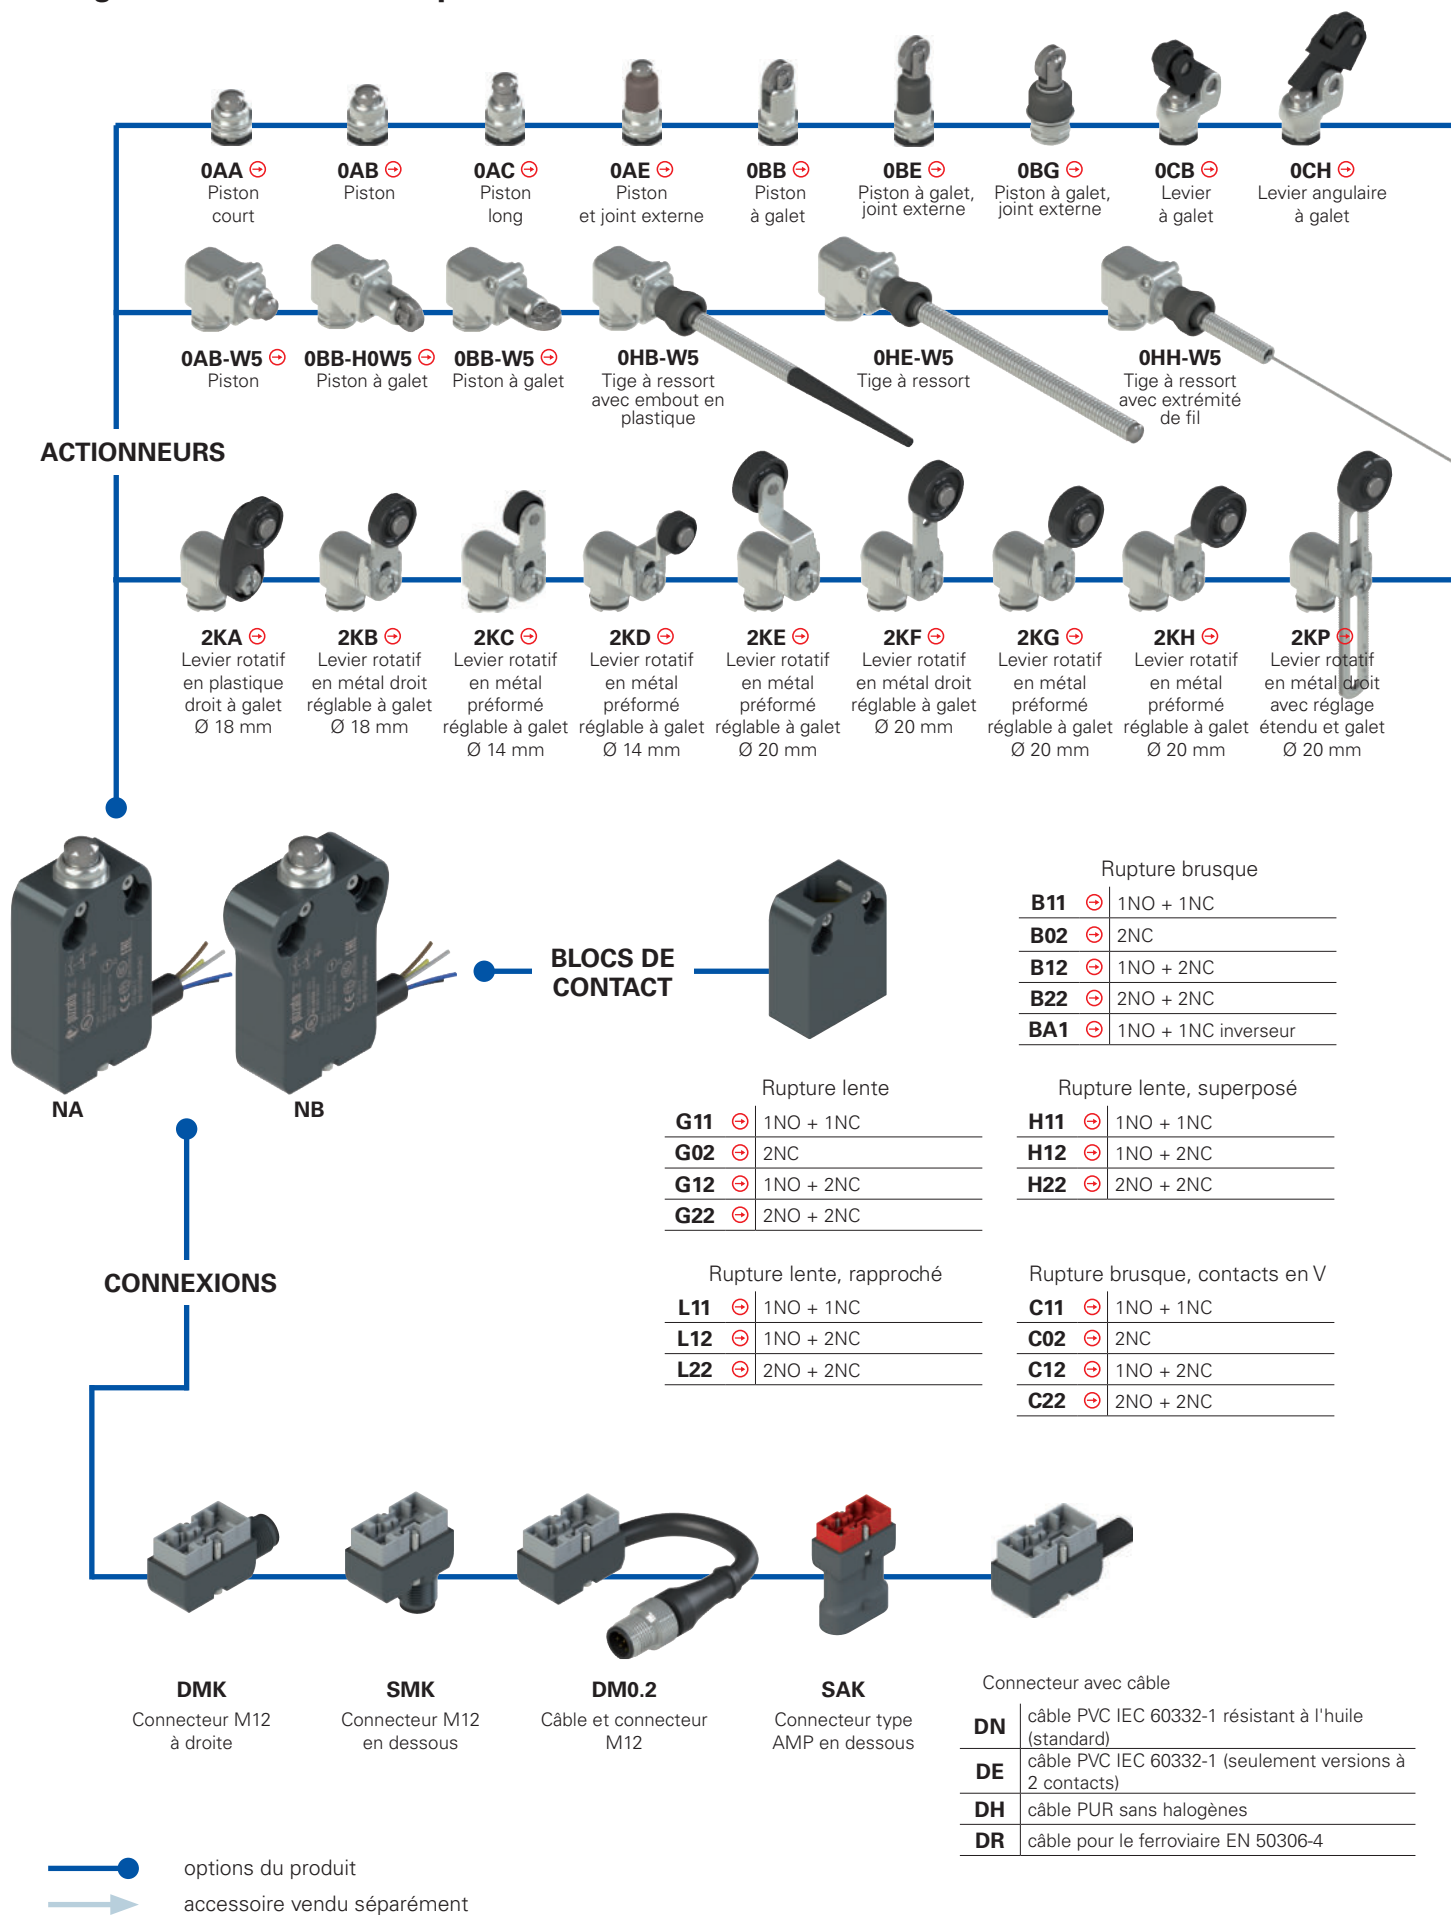 0AA
Piston
court
0AB
Piston
0AC
Piston
long
0AE
Piston
et joint externe
0BB
Piston
à galet
0BE
Piston à galet,
joint externe
0BG
Piston à galet,
joint externe
0CB
Levier
à galet
0CH
Levier angulaire
à galet
0AB-W5
Piston
0BB-H0W5
Piston à galet
0BB-W5
Piston à galet
0HB-W5
Tige à ressort
avec embout en
plastique
0HE-W5
Tige à ressort
0HH-W5
Tige à ressort
avec extrémité
de fil
ACTIONNEURS
2KA
Levier rotatif
en plastique
droit à galet
Ø 18 mm
2KB
Levier rotatif
en métal droit
réglable à galet
Ø 18 mm
2KC
Levier rotatif
en métal
préformé
réglable à galet
Ø 14 mm
2KD
Levier rotatif
en métal
préformé
réglable à galet
Ø 14 mm
2KE
Levier rotatif
en métal
préformé
réglable à galet
Ø 20 mm
2KF
Levier rotatif
en métal droit
réglable à galet
Ø 20 mm
2KG
Levier rotatif
en métal
préformé
réglable à galet
Ø 20 mm
2KH
Levier rotatif
en métal
préformé
réglable à galet
Ø 20 mm
2KP
Levier rotatif
en métal droit
avec réglage
étendu et galet
Ø 20 mm
pizzato
NA
pizzato
NB
BLOCS DE
CONTACT
Rupture brusque
B11 1NO + 1NC
B02 2NC
B12 1NO + 2NC
B22 2NO + 2NC
BA1 1NO + 1NC inverseur
Rupture lente
G11 1NO + 1NC
G02 2NC
G12 1NO + 2NC
G22 2NO + 2NC
Rupture lente, superposé
H11 1NO + 1NC
H12 1NO + 2NC
H22 2NO + 2NC
Rupture lente, rapproché
L11 1NO + 1NC
L12 1NO + 2NC
L22 2NO + 2NC
Rupture brusque, contacts en V
C11 1NO + 1NC
C02 2NC
C12 1NO + 2NC
C22 2NO + 2NC
CONNEXIONS
DMK
Connecteur M12
à droite
SMK
Connecteur M12
en dessous
DM0.2
Câble et connecteur
M12
SAK
Connecteur type
AMP en dessous
Connecteur avec câble
DN câble PVC IEC 60332-1 résistant à l'huile
(standard)
DE câble PVC IEC 60332-1 (seulement versions à
2 contacts)
DH câble PUR sans halogènes
DR câble pour le ferroviaire EN 50306-4
options du produit
accessoire vendu séparément